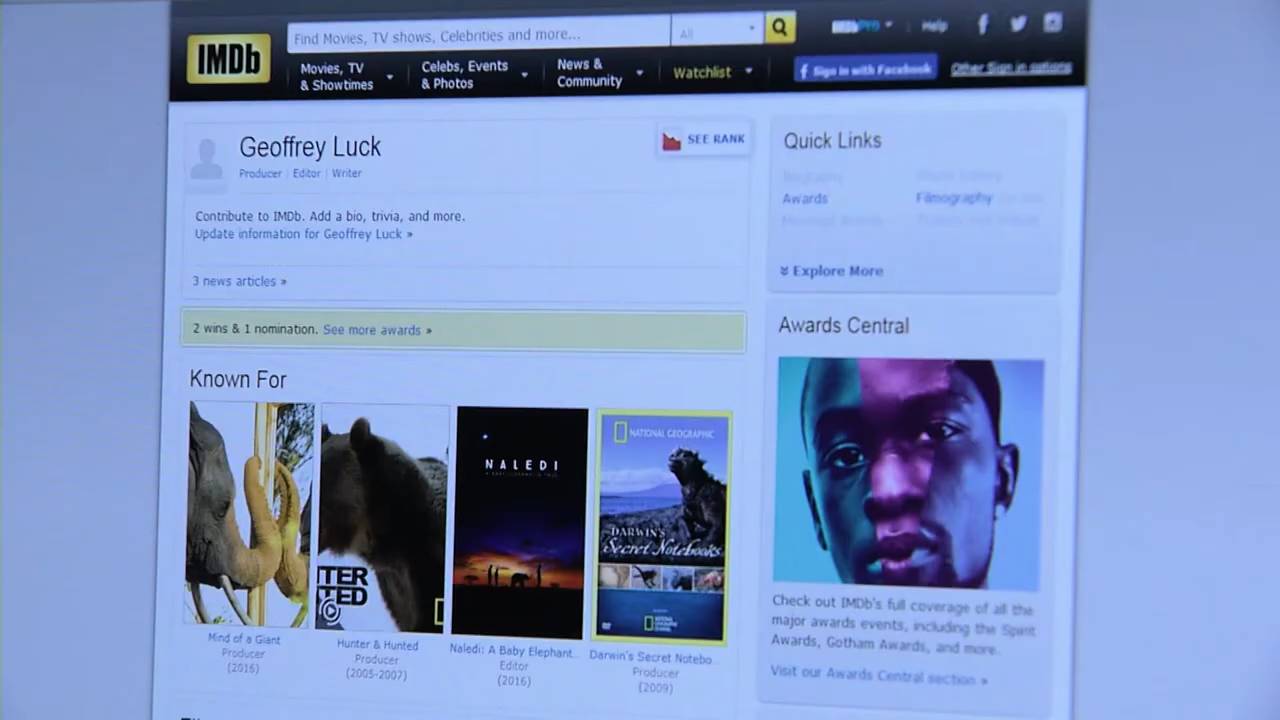 IMDb
Find Movies, TV shows, Celebrities and more...
All
Help
Movies, TV
& Showtimes
Celebs, Events
& Photos
News &
Community
Watchlist
f Sign in with Facebook
Other Sign in options
Geoffrey Luck
Producer | Editor | Writer
SEE RANK
Contribute to IMDb. Add a bio, trivia, and more.
Update information for Geoffrey Luck »
3 news articles »
2 wins & 1 nomination. See more awards »
Known For
NALEDI
NATIONAL GEOGRAPHIC
DARWIN'S
Secret Notebooks
NATIONAL
GEOGRAPHIC
CHANNEL
TER
TED
Mind of a Giant
Producer
(2016)
Hunter & Hunted
Producer
(2005-2007)
Naledi: A Baby Elephant...
Editor
(2016)
Darwin's Secret Notebo...
Producer
(2009)
Quick Links
Awards
Filmography
Explore More
Awards Central
Check out IMDb's full coverage of all the
major awards events, including the Spirit
Awards, Gotham Awards, and more.
Visit our Awards Central section »